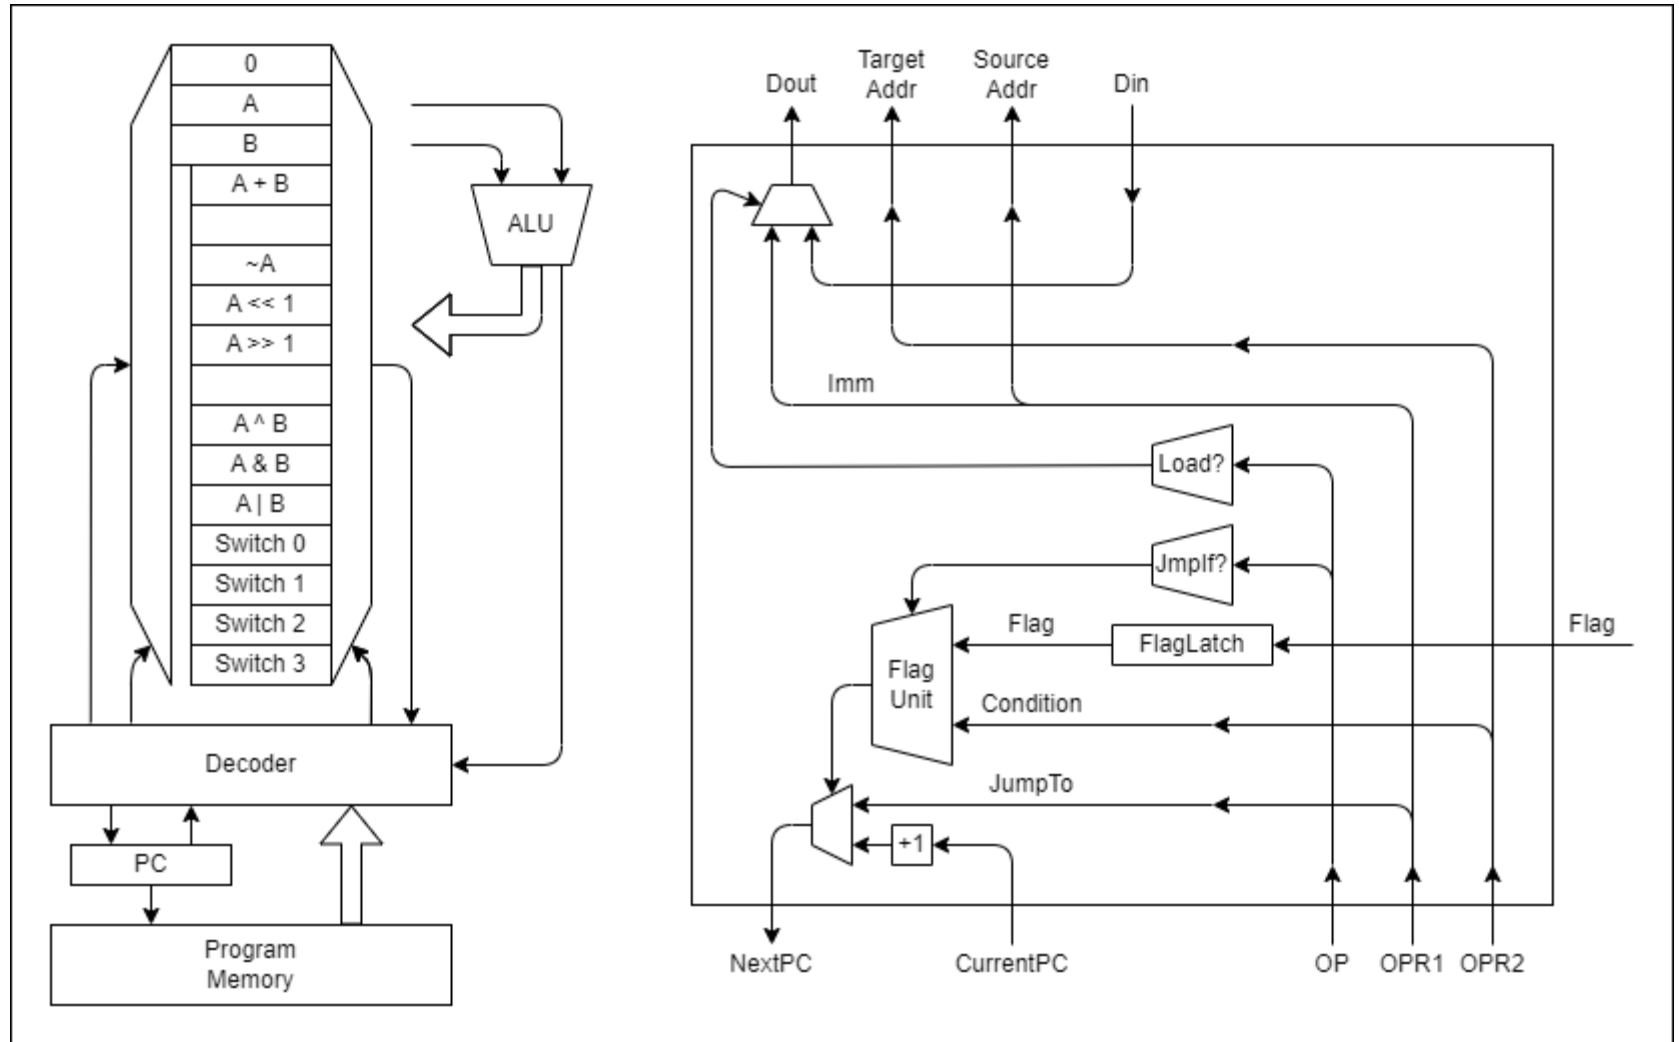 0
A
B
A + B
~A
A << 1
A >> 1
A ^ B
A & B
A | B
Switch 0
Switch 1
Switch 2
Switch 3
ALU
Decoder
PC
Program
Memory
Dout
Target
Addr
Source
Addr
Din
Imm
Load?
JmpIf?
Flag
FlagLatch
Flag
Flag
Unit
Condition
JumpTo
+1
NextPC
CurrentPC
OP
OPR1
OPR2